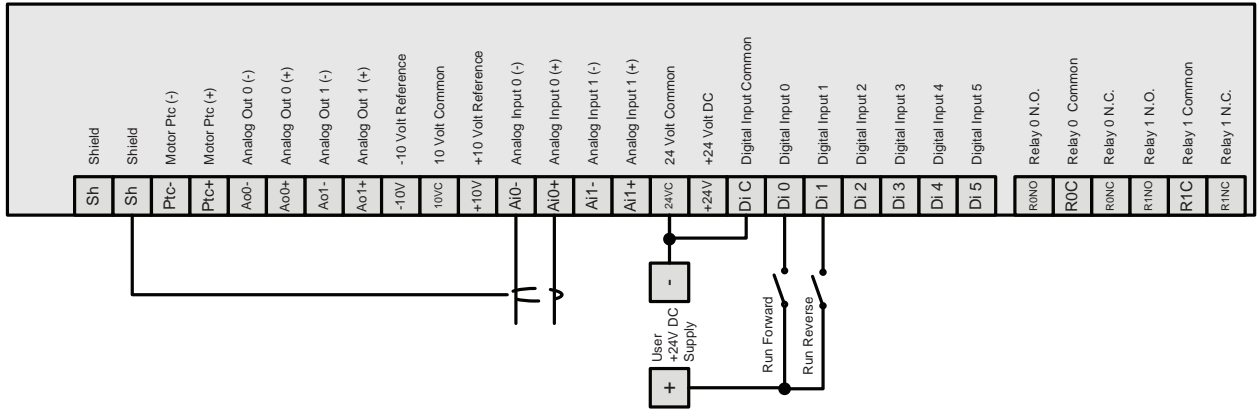 Shield
Shield
Motor Ptc (-)
Motor Ptc (+)
Analog Out 0 (-)
Analog Out 0 (+)
Analog Out 1 (-)
Analog Out 1 (+)
-10 Volt Reference
10 Volt Common
+10 Volt Reference
Analog Input 0 (-)
Analog Input 0 (+)
Analog Input 1 (-)
Analog Input 1 (+)
24 Volt Common
+24 Volt DC
Digital Input Common
Digital Input 0
Digital Input 1
Digital Input 2
Digital Input 3
Digital Input 4
Digital Input 5
Relay 0 N.O.
Relay 0 Common
Relay 0 N.C.
Relay 1 N.O.
Relay 1 Common
Relay 1 N.C.
Sh
Sh
Ptc-
Ptc+
Ao0-
Ao0+
Ao1-
Ao1+
-10V
10VC
+10V
Ai0-
Ai0+
Ai1-
Ai1+
24VC
+24V
Di C
Di 0
Di 1
Di 2
Di 3
Di 4
Di 5
R0NO
R0C
R0NC
R1NO
R1C
R1NC
-
User
+24V DC
Supply
+
Run Forward
Run Reverse